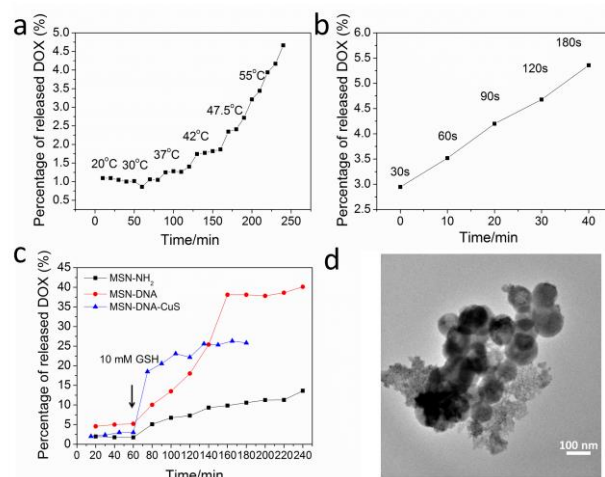 a
Percentage of released DOX (%)
5.0
4.5
4.0
3.5
3.0
2.5
2.0
1.5
1.0
0.5
0.0
20°C
30°C
37°C
42°C
47.5°C
55°C
0 50 100 150 200 250
Time/min
b
Percentage of released DOX (%)
6.0
5.5
5.0
4.5
4.0
3.5
3.0
2.5
30s
60s
90s
120s
180s
0 10 20 30 40
Time/min
c
Percentage of released DOX (%)
45
40
35
30
25
20
15
10
5
0
MSN-NH₂
MSN-DNA
MSN-DNA-CuS
10 mM GSH
0 20 40 60 80 100 120 140 160 180 200 220 240
Time/min
d
100 nm